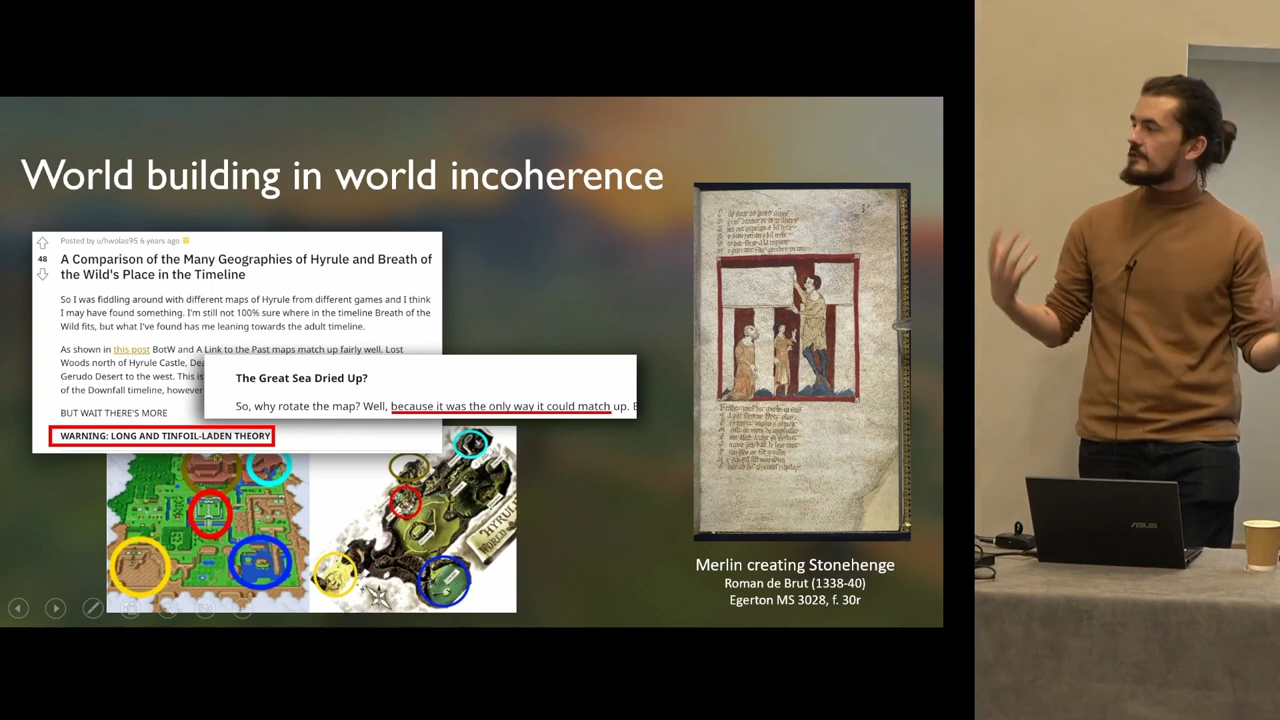 World building in world incoherence
Posted by u/hwolas95 6 years ago
48
A Comparison of the Many Geographies of Hyrule and Breath of
the Wild's Place in the Timeline
So I was fiddling around with different maps of Hyrule from different games and I think
I may have found something. I'm still not 100% sure where in the timeline Breath of the
Wild fits, but what I've found has me leaning towards the adult timeline.
As shown in this post BotW and A Link to the Past maps match up fairly well. Lost
Woods north of Hyrule Castle,
Gerudo Desert to the west. This is
of the Downfall timeline, however
BUT WAIT THERE'S MORE
WARNING: LONG AND TINFOIL-LADEN THEORY
The Great Sea Dried Up?
So, why rotate the map? Well, because it was the only way it could match up.
HYRULE
WORLD
Merlin creating Stonehenge
Roman de Brut (1338-40)
Egerton MS 3028, f. 30r
ASUS